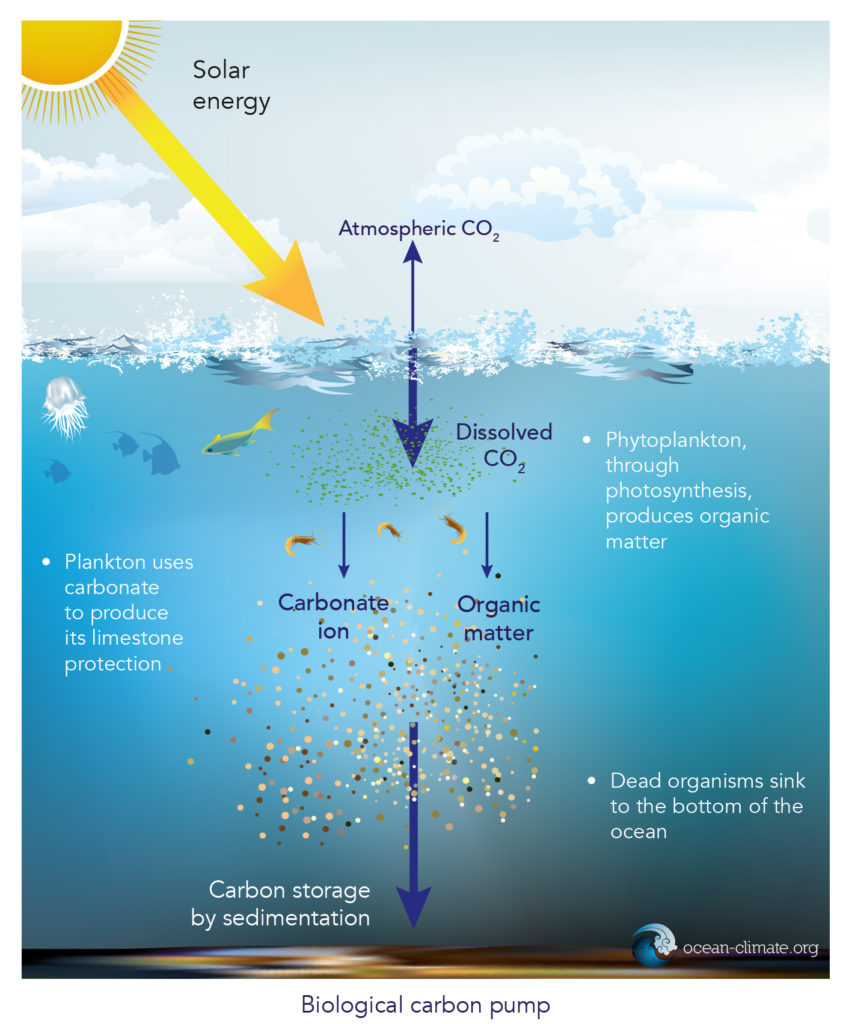 Solar
energy
Atmospheric CO₂
Dissolved
CO₂
• Phytoplankton,
through
photosynthesis,
produces organic
matter
• Plankton uses
carbonate
to produce
its limestone
protection
Carbonate
ion
Organic
matter
• Dead organisms sink
to the bottom of the
ocean
Carbon storage
by sedimentation
ocean-climate.org
Biological carbon pump